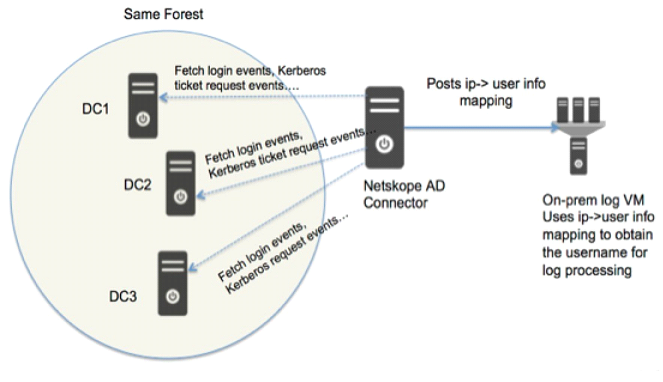 Same Forest
Fetch login events, Kerberos
ticket request events....
DC1
Posts ip-> user info
mapping
Fetch login events,
Kerberos ticket request events...
DC2
Netskope AD
Connector
On-prem log VM
Uses ip->user info
mapping to obtain
the username for
log processing
Fetch login events,
Kerberos request events...
DC3